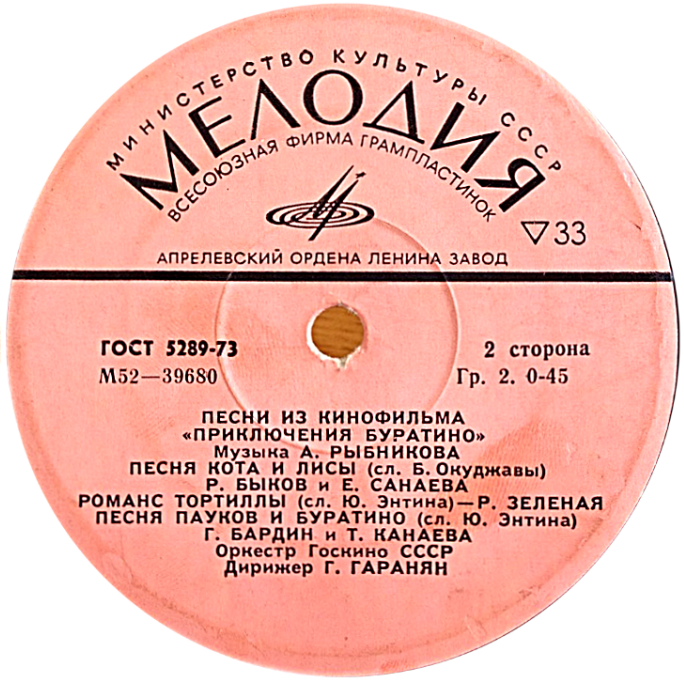 МИНИСТЕРСТВО КУЛЬТУРЫ СССР
МЕЛОДИЯ
ВСЕСОЮЗНАЯ ФИРМА ГРАМПЛАСТИНОК
▽33
АПРЕЛЕВСКИЙ ОРДЕНА ЛЕНИНА ЗАВОД
ГОСТ 5289-73
2 сторона
М52—39680
Гр. 2. 0-45
ПЕСНИ ИЗ КИНОФИЛЬМА
«ПРИКЛЮЧЕНИЯ БУРАТИНО»
Музыка А. РЫБНИКОВА
ПЕСНЯ КОТА И ЛИСЫ (сл. Б. Окуджавы)
Р. БЫКОВ и Е. САНАЕВА
РОМАНС ТОРТИЛЛЫ (сл. Ю. Энтина)—Р. ЗЕЛЕНАЯ
ПЕСНЯ ПАУКОВ И БУРАТИНО (сл. Ю. Энтина)
Г. БАРДИН и Т. КАНАЕВА
Оркестр Госкино СССР
Дирижер Г. ГАРАНЯН